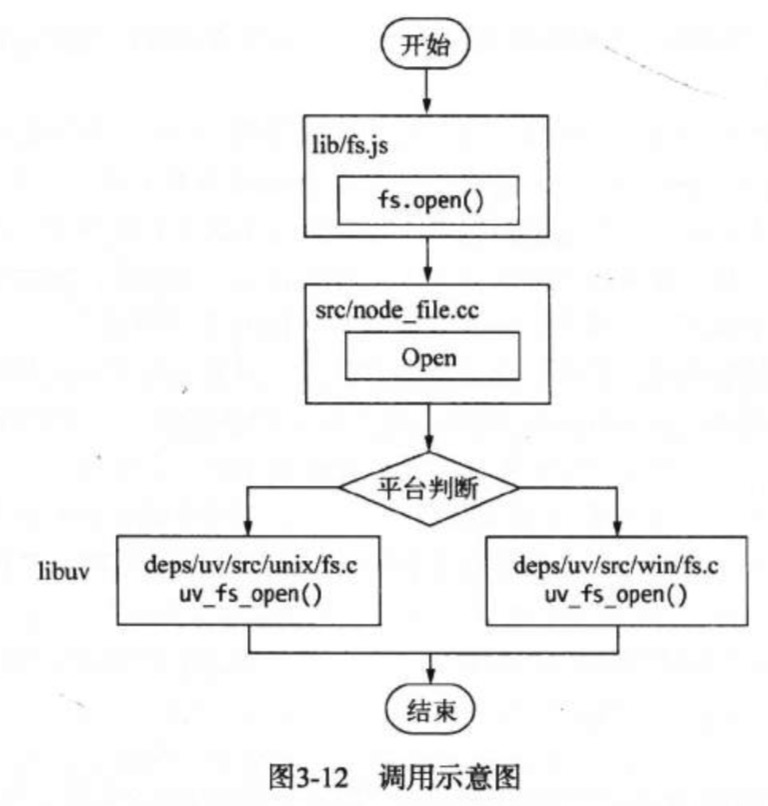 开始
lib/fs.js
fs.open()
src/node_file.cc
Open
平台判断
libuv
deps/uv/src/unix/fs.c
uv_fs_open()
deps/uv/src/win/fs.c
uv_fs_open()
结束
图3-12 调用示意图